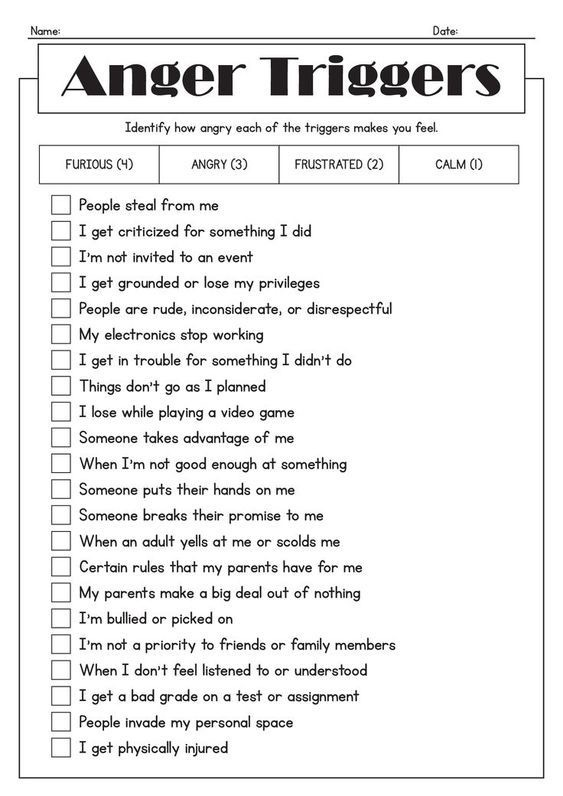 Name:
Date:
Anger Triggers
Identify how angry each of the triggers makes you feel.
FURIOUS (4)
ANGRY (3)
FRUSTRATED (2)
CALM (1)
People steal from me
I get criticized for something I did
I'm not invited to an event
I get grounded or lose my privileges
People are rude, inconsiderate, or disrespectful
My electronics stop working
I get in trouble for something I didn't do
Things don't go as I planned
I lose while playing a video game
Someone takes advantage of me
When I'm not good enough at something
Someone puts their hands on me
Someone breaks their promise to me
When an adult yells at me or scolds me
Certain rules that my parents have for me
My parents make a big deal out of nothing
I'm bullied or picked on
I'm not a priority to friends or family members
When I don't feel listened to or understood
I get a bad grade on a test or assignment
People invade my personal space
I get physically injured